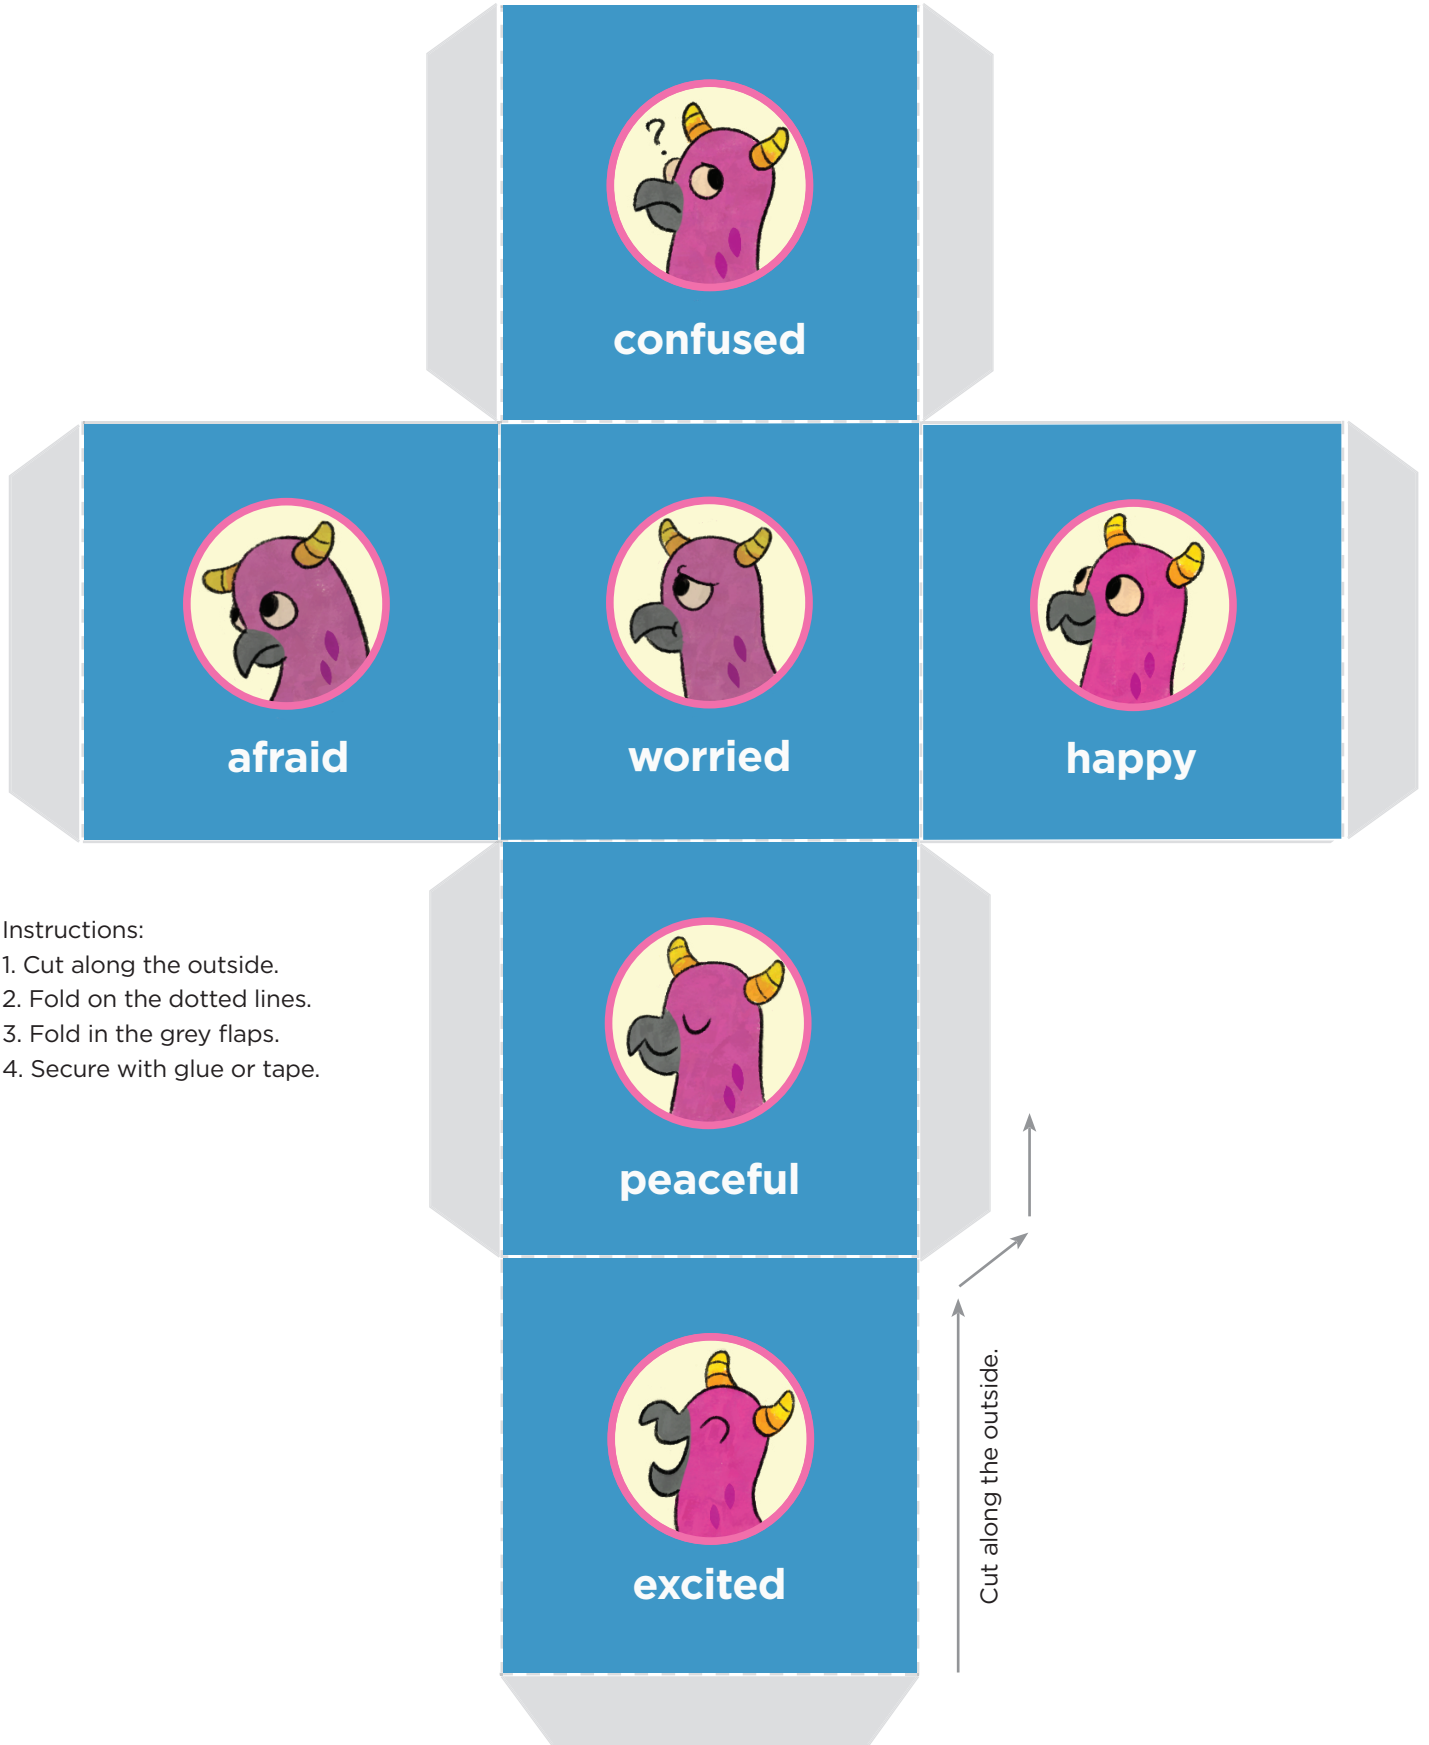 ?
confused
afraid
worried
happy
Instructions:
1. Cut along the outside.
2. Fold on the dotted lines.
3. Fold in the grey flaps.
4. Secure with glue or tape.
peaceful
excited
Cut along the outside.